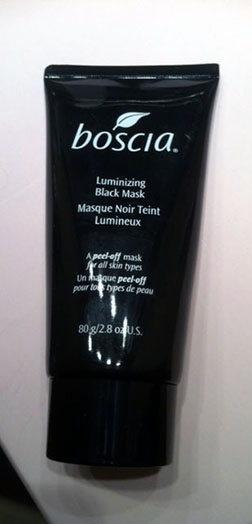 boscia®
Luminizing
Black Mask
Masque Noir Teint
Lumineux
A peel-off mask
for all skin types
Un masque peel-off
pour tous types de peau
80 g/2.8 oz U.S.